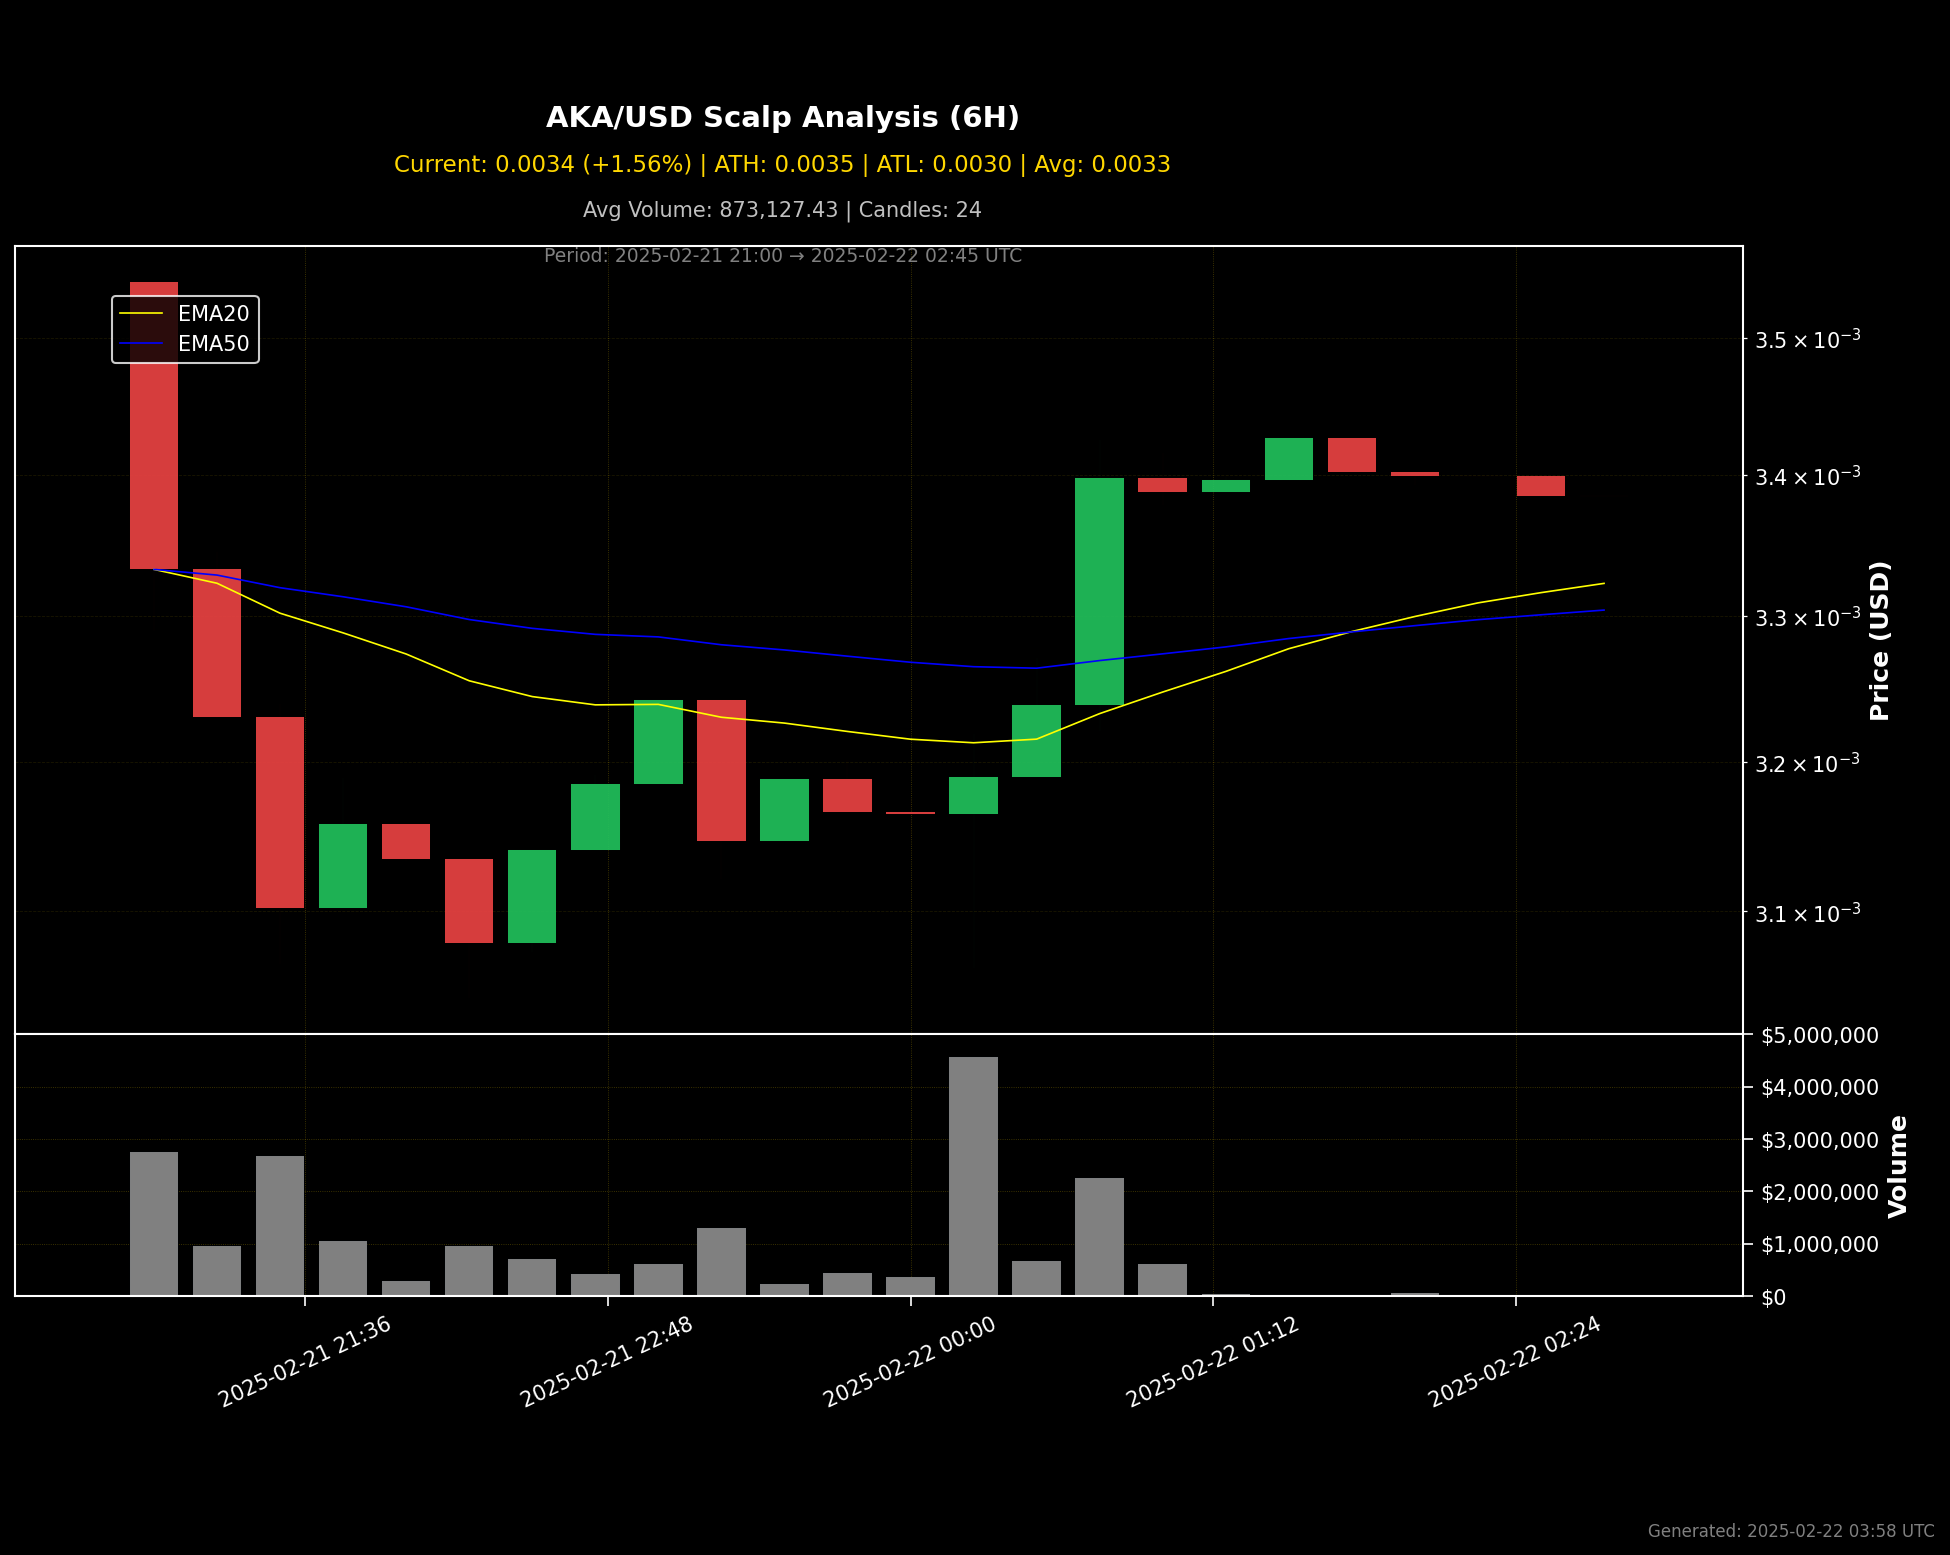 AKA/USD Scalp Analysis (6H)
Current: 0.0034 (+1.56%) | ATH: 0.0035 | ATL: 0.0030 | Avg: 0.0033
Avg Volume: 873,127.43 | Candles: 24
Period: 2025-02-21 21:00 → 2025-02-22 02:45 UTC
EMA20
EMA50
3.5 × 10⁻³
3.4 × 10⁻³
3.3 × 10⁻³
3.2 × 10⁻³
3.1 × 10⁻³
Price (USD)
$5,000,000
$4,000,000
$3,000,000
$2,000,000
$1,000,000
$0
Volume
2025-02-21 21:36
2025-02-21 22:48
2025-02-22 00:00
2025-02-22 01:12
2025-02-22 02:24
Generated: 2025-02-22 03:58 UTC